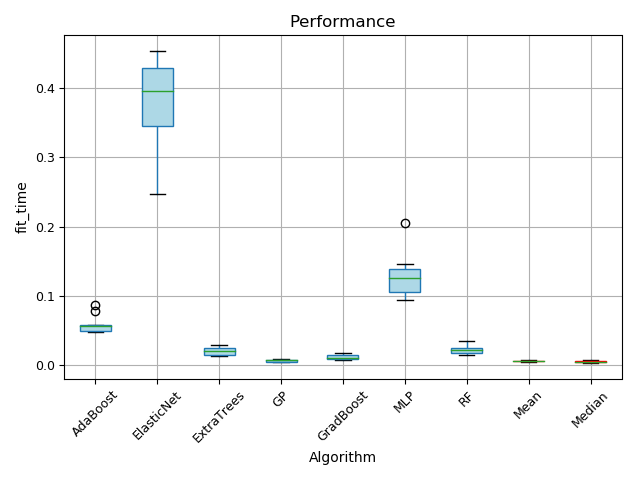 Performance
fit_time
0.4
0.3
0.2
0.1
0.0
AdaBoost
ElasticNet
ExtraTrees
GP
GradBoost
MLP
RF
Mean
Median
Algorithm